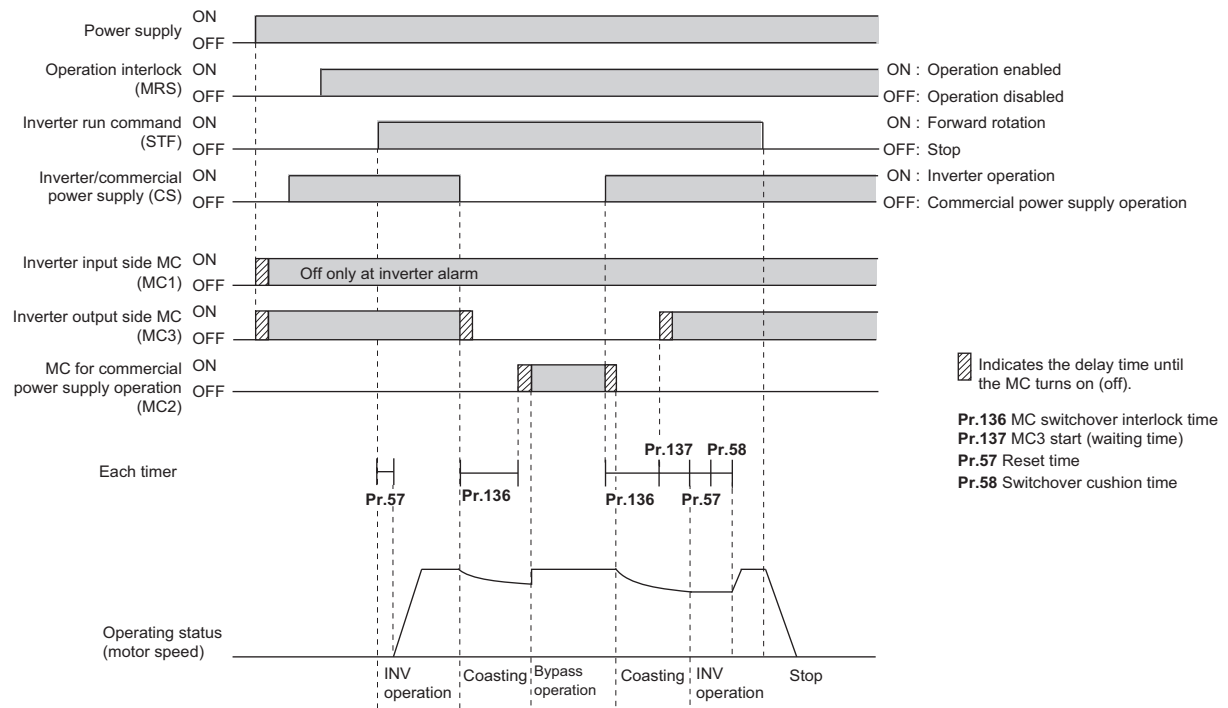 Power supply
ON
OFF
Operation interlock
(MRS)
ON
OFF
ON : Operation enabled
OFF: Operation disabled
Inverter run command
(STF)
ON
OFF
ON : Forward rotation
OFF: Stop
Inverter/commercial
power supply (CS)
ON
OFF
ON : Inverter operation
OFF: Commercial power supply operation
Inverter input side MC
(MC1)
ON
OFF
Off only at inverter alarm
Inverter output side MC
(MC3)
ON
OFF
MC for commercial
power supply operation
(MC2)
ON
OFF
Indicates the delay time until
the MC turns on (off).
Pr.136 MC switchover interlock time
Pr.137 MC3 start (waiting time)
Pr.57 Reset time
Pr.58 Switchover cushion time
Each timer
Pr.57
Pr.136
Pr.137
Pr.58
Pr.136
Pr.57
Operating status
(motor speed)
INV
operation
Coasting
Bypass
operation
Coasting
INV
operation
Stop